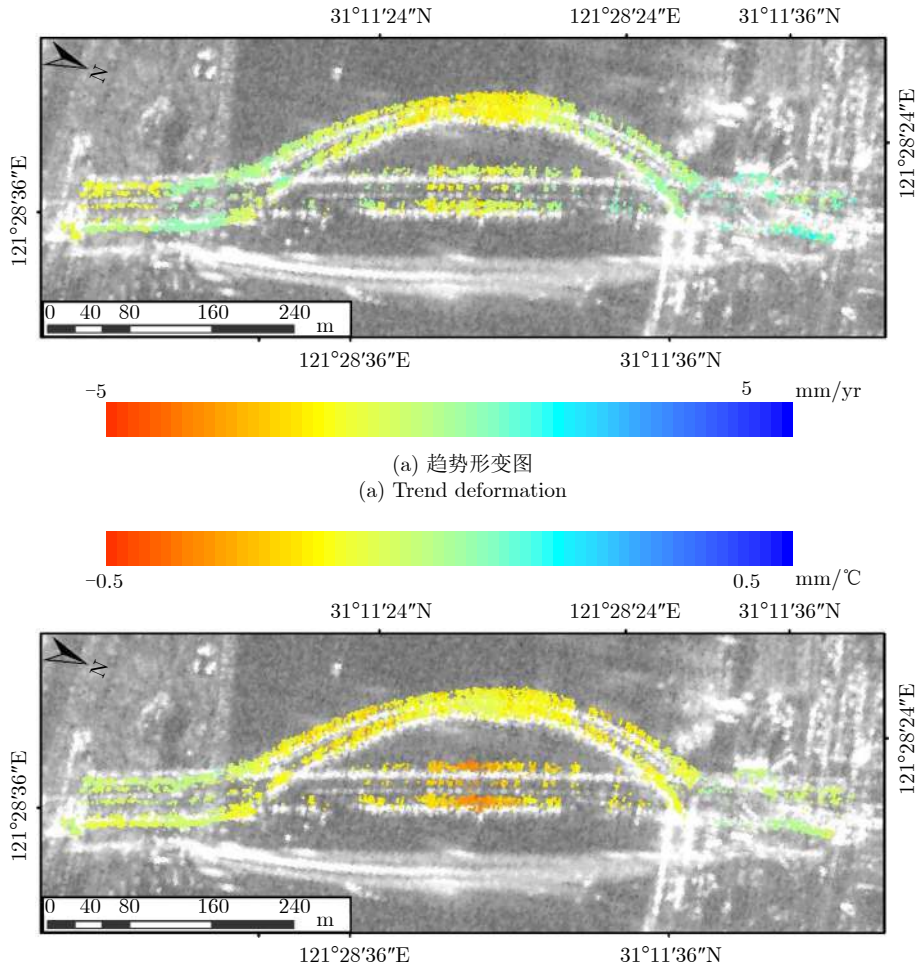 31°11′24″N 121°28′24″E 31°11′36″N
N
121°28′24″E
121°28′36″E
0 40 80 160 240
m
121°28′36″E 31°11′36″N
−5 5 mm/yr
(a) 趋势形变图
(a) Trend deformation
−0.5 0.5 mm/℃
31°11′24″N 121°28′24″E 31°11′36″N
N
121°28′24″E
121°28′36″E
0 40 80 160 240
m
121°28′36″E 31°11′36″N